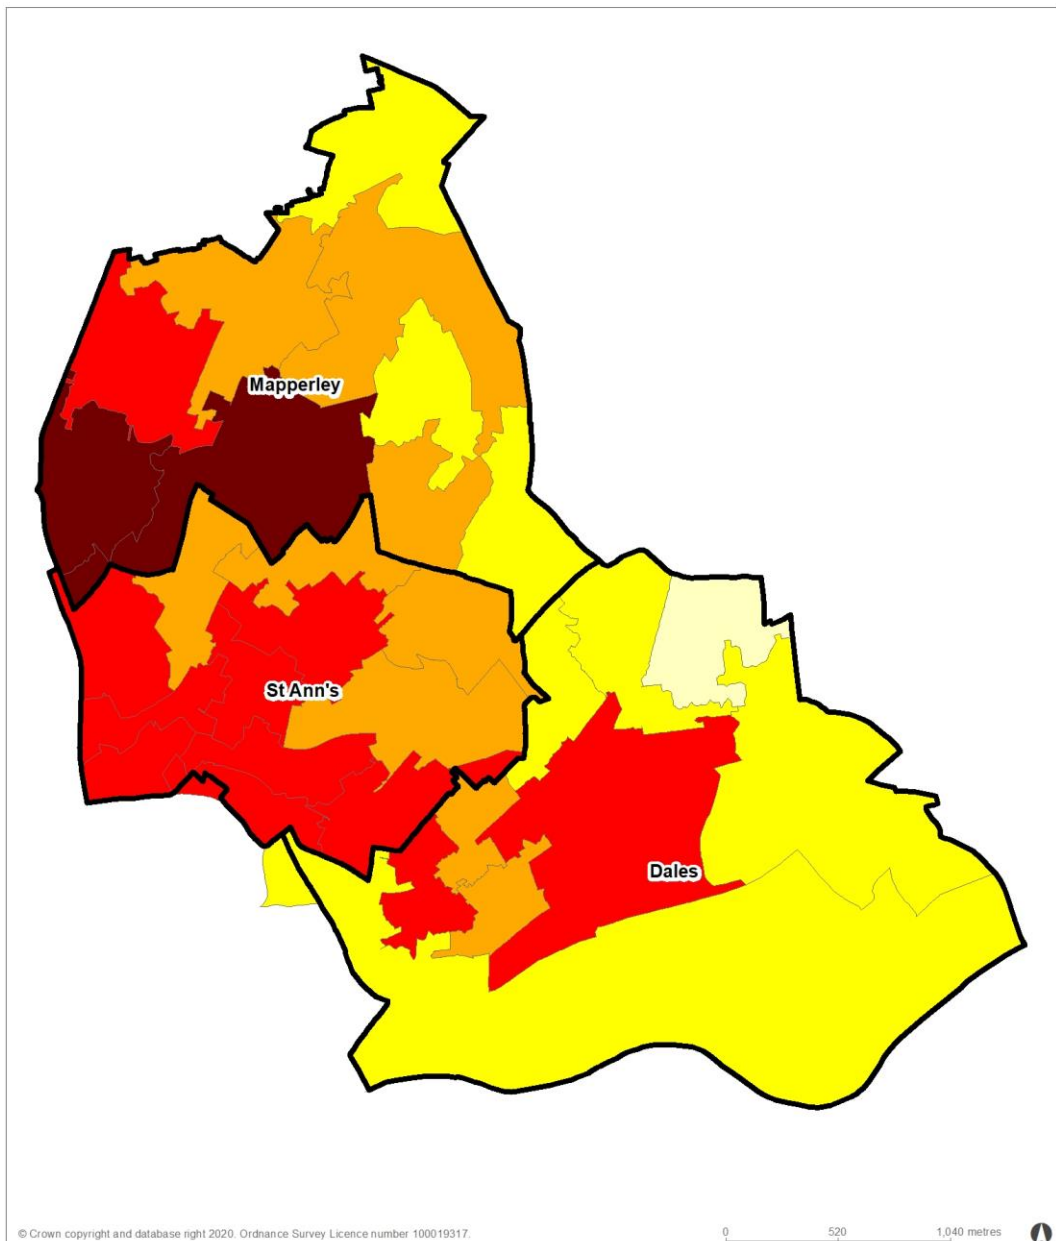 Mapperley
St Ann's
Dales
© Crown copyright and database right 2020. Ordnance Survey Licence number 100019317.
0 520 1,040 metres